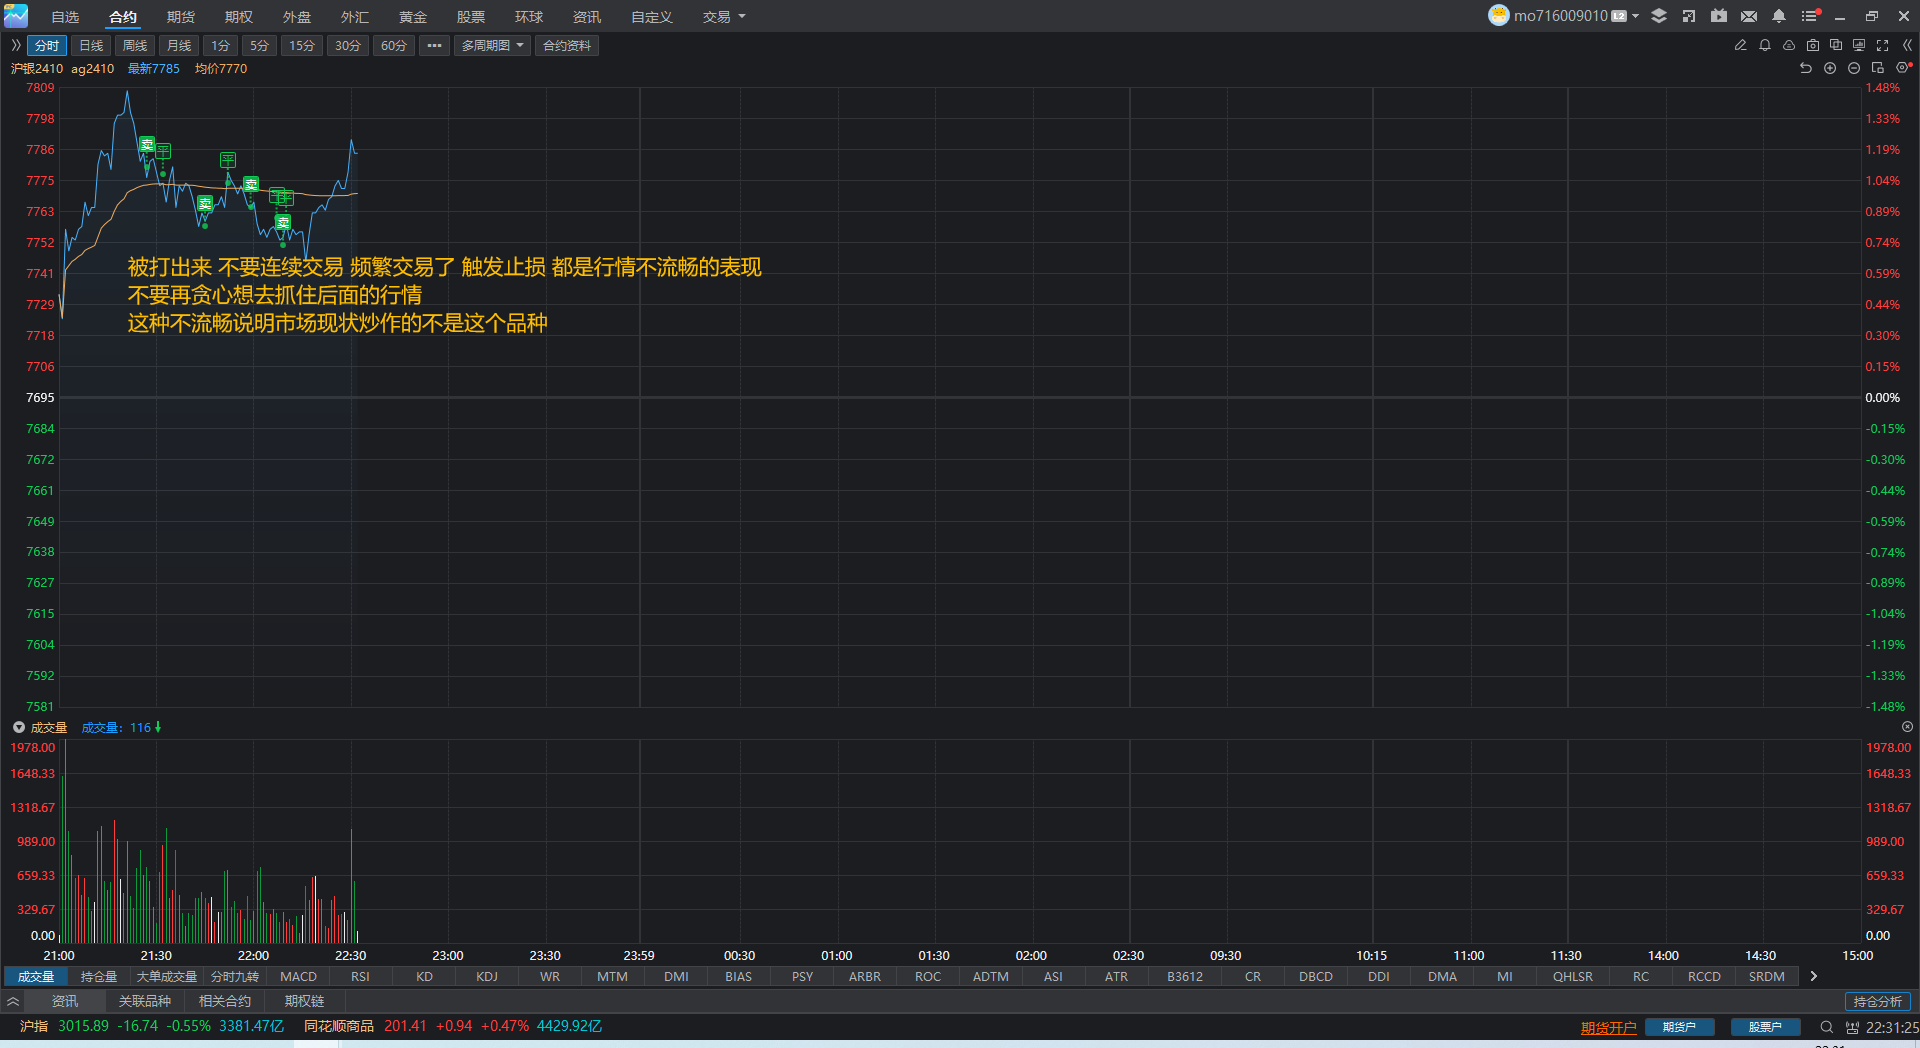 自选 合约 期货 期权 外盘 外汇 黄金 股票 环球 资讯 自定义 交易 mo716009010 L2
分时 日线 周线 月线 1分 5分 15分 30分 60分 多周期图 合约资料
沪银2410 ag2410 最新7785 均价7770
7809 1.48%
7798 1.33%
7786 1.19%
7775 1.04%
7763 0.89%
7752 0.74%
7741 0.59%
7729 0.44%
7718 0.30%
7706 0.15%
7695 0.00%
7684 -0.15%
7672 -0.30%
7661 -0.44%
7649 -0.59%
7638 -0.74%
7627 -0.89%
7615 -1.04%
7604 -1.19%
7592 -1.33%
7581 -1.48%
卖 平
平
卖
卖
平 平
卖
被打出来 不要连续交易 频繁交易了 触发止损 都是行情不流畅的表现
不要再贪心想去抓住后面的行情
这种不流畅说明市场现状炒作的不是这个品种
成交量 成交量: 116
1978.00 1978.00
1648.33 1648.33
1318.67 1318.67
989.00 989.00
659.33 659.33
329.67 329.67
0.00 0.00
21:00 21:30 22:00 22:30 23:00 23:30 23:59 00:30 01:00 01:30 02:00 02:30 09:30 10:15 11:00 11:30 14:00 14:30 15:00
成交量 持仓量 大单成交量 分时九转 MACD RSI KD KDJ WR MTM DMI BIAS PSY ARBR ROC ADTM ASI ATR B3612 CR DBCD DDI DMA MI QHLSR RC RCCD SRDM
资讯 关联品种 相关合约 期权链 持仓分析
沪指 3015.89 -16.74 -0.55% 3381.47亿 同花顺商品 201.41 +0.94 +0.47% 4429.92亿 期货开户 期货户 股票户 22:31:25